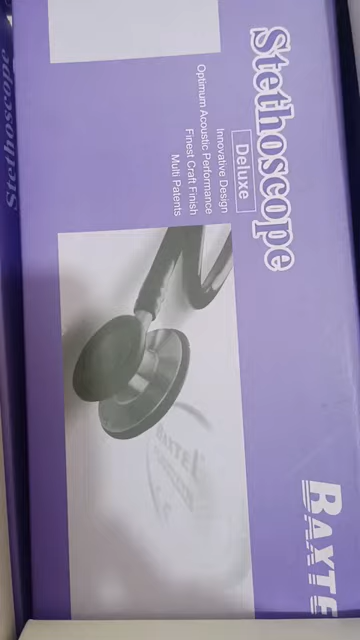 Stethoscope
Deluxe
Innovative Design
Optimum Acoustic Performance
Finest Craft Finish
Multi Patents
BAXTE
Stethoscope